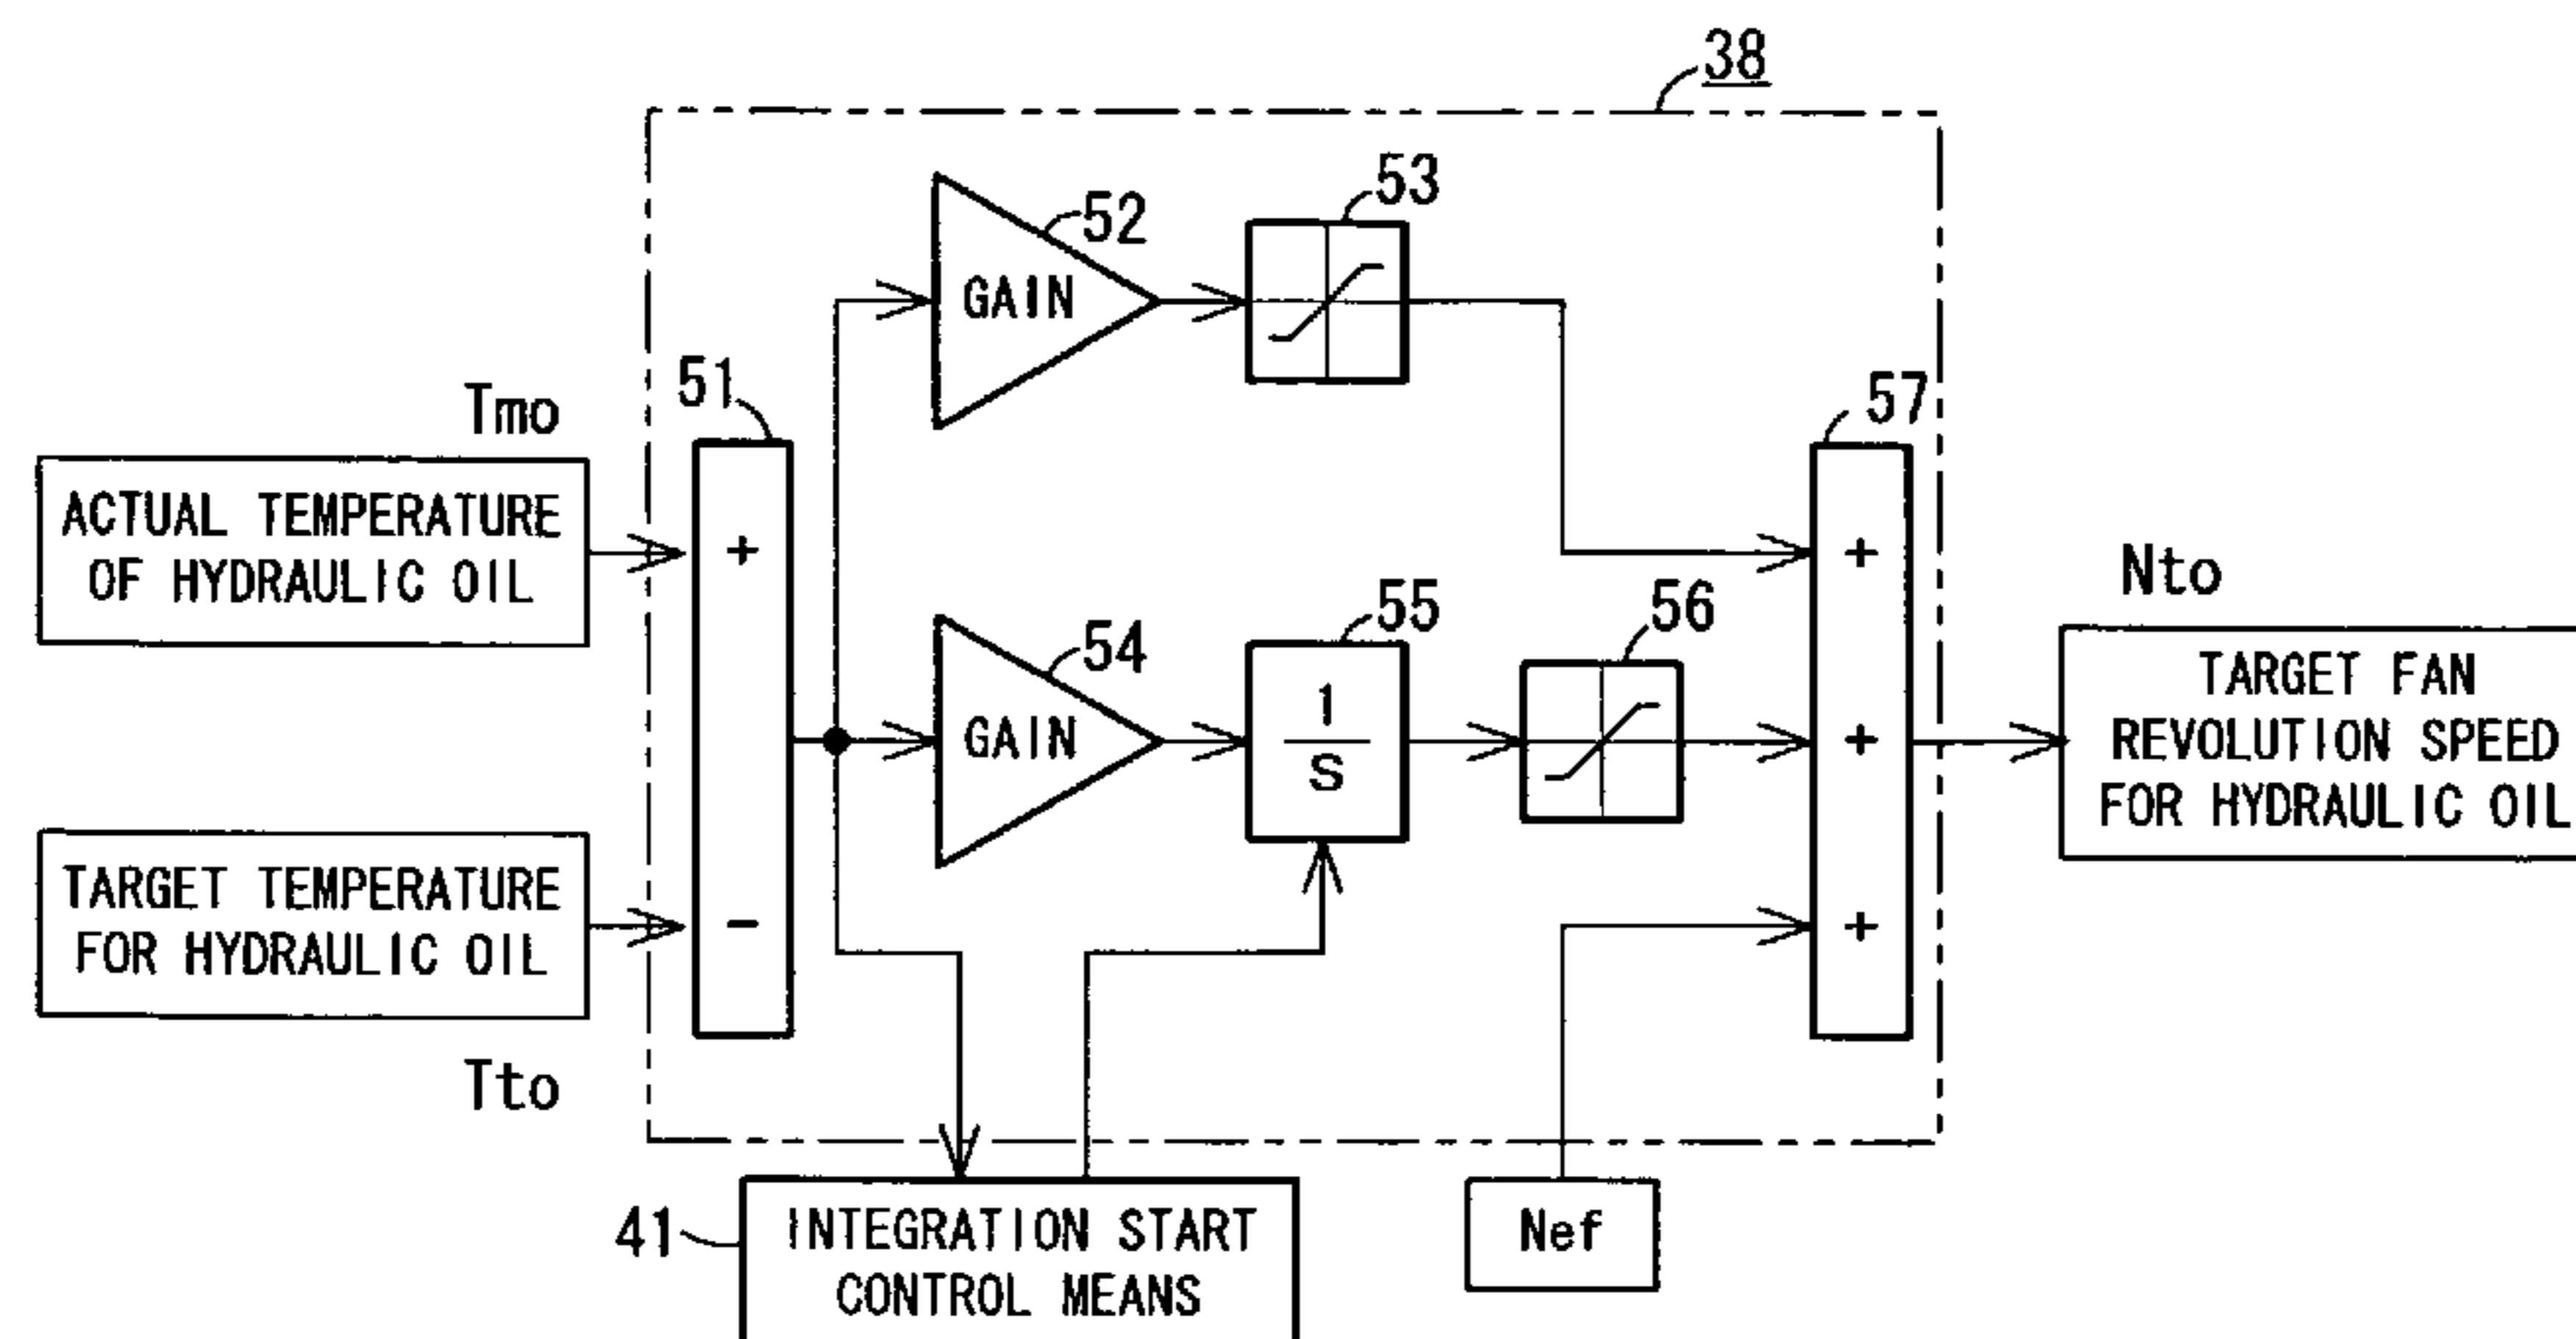 38
52
GAIN
53
Tmo
51
57
ACTUAL TEMPERATURE
OF HYDRAULIC OIL
+
+
Nto
54
GAIN
55
1
S
56
+
TARGET FAN
REVOLUTION SPEED
FOR HYDRAULIC OIL
TARGET TEMPERATURE
FOR HYDRAULIC OIL
-
+
Tto
41
INTEGRATION START
CONTROL MEANS
Nef